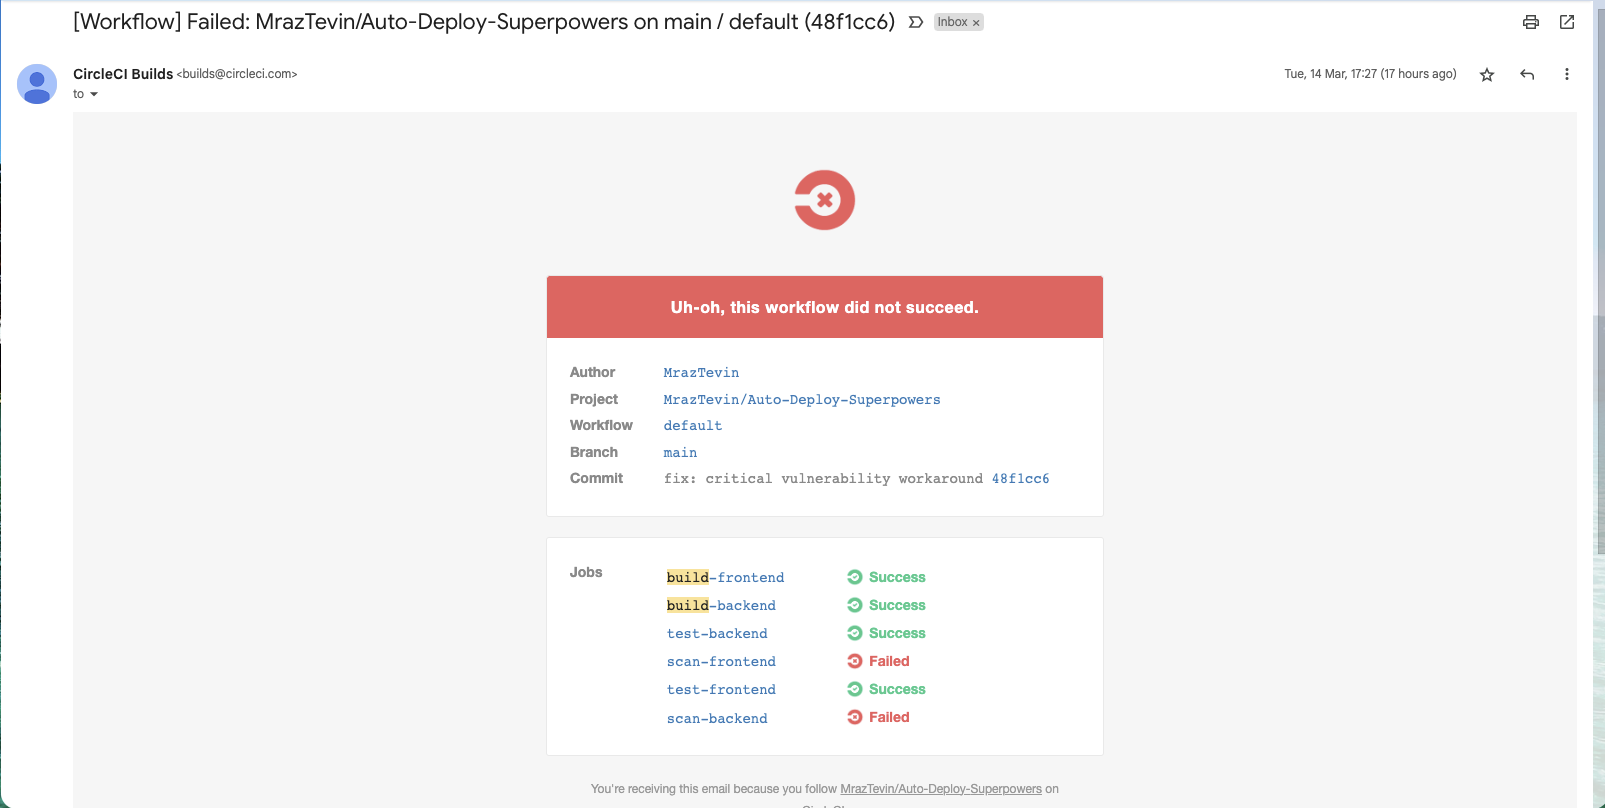 [Workflow] Failed: MrazTevin/Auto-Deploy-Superpowers on main / default (48f1cc6) Inbox ×
CircleCI Builds <builds@circleci.com> Tue, 14 Mar, 17:27 (17 hours ago)
to
Uh-oh, this workflow did not succeed.
Author MrazTevin
Project MrazTevin/Auto-Deploy-Superpowers
Workflow default
Branch main
Commit fix: critical vulnerability workaround 48f1cc6
Jobs build-frontend Success
build-backend Success
test-backend Success
scan-frontend Failed
test-frontend Success
scan-backend Failed
You're receiving this email because you follow MrazTevin/Auto-Deploy-Superpowers on